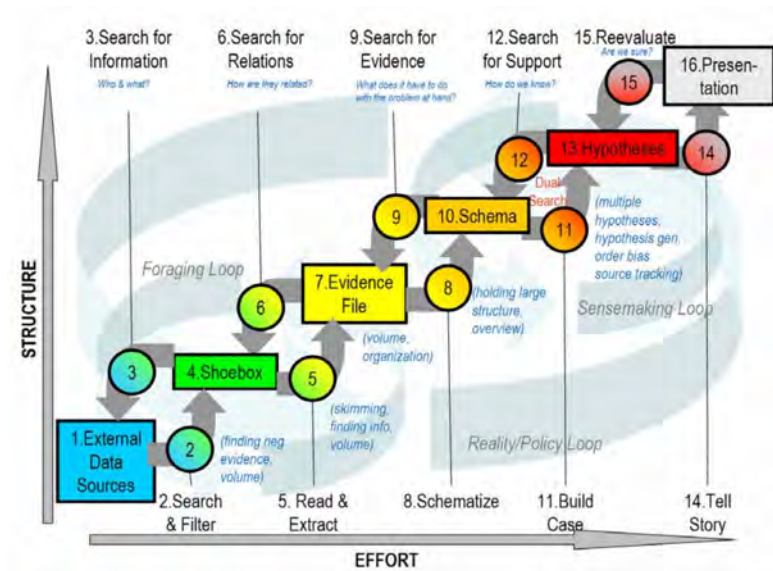 3.Search for
Information
Who & what?
6.Search for
Relations
How are they related?
9.Search for
Evidence
What does it have to do
with the problem at hand?
12.Search
for Support
How do we know?
15.Reevaluate
Are we sure?
15
16.Presen-
tation
12
13.Hypotheses
14
Dual
Search
9
10.Schema
11
(multiple
hypotheses,
hypothesis gen
order bias
source tracking)
Foraging Loop
7.Evidence
File
8
6
(holding large
structure,
overview)
Sensemaking Loop
(volume,
organization)
3
4.Shoebox
5
(skimming,
finding info,
volume)
1.External
Data
Sources
2
(finding neg
evidence,
volume)
Reality/Policy Loop
2.Search
& Filter
5. Read &
Extract
8.Schematize
11.Build
Case
14.Tell
Story
STRUCTURE
EFFORT